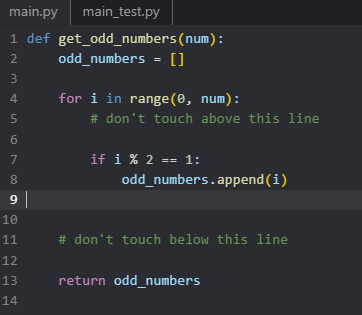 main.py main_test.py
1 def get_odd_numbers(num):
2     odd_numbers = []
3
4     for i in range(0, num):
5         # don't touch above this line
6
7         if i % 2 == 1:
8             odd_numbers.append(i)
9
10
11     # don't touch below this line
12
13     return odd_numbers
14